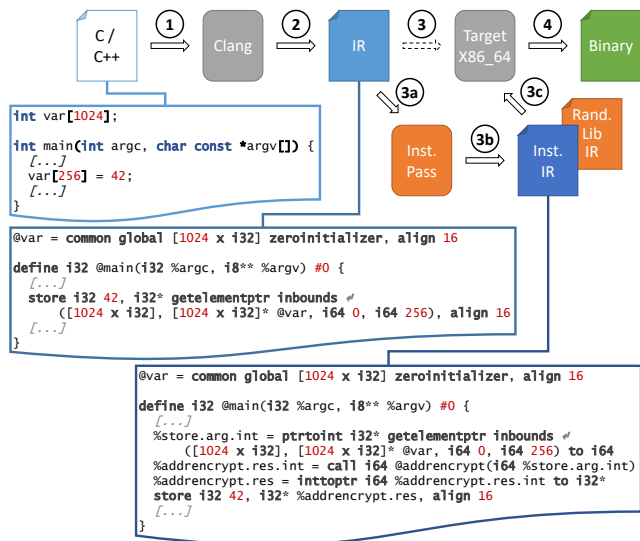 C /
C++
1
Clang
2
IR
3
Target
X86_64
4
Binary
3a
Inst.
Pass
3b
3c
Inst.
IR
Rand.
Lib
IR
int var[1024];
int main(int argc, char const *argv[]) {
[...]
var[256] = 42;
[...]
}
@var = common global [1024 x i32] zeroinitializer, align 16
define i32 @main(i32 %argc, i8** %argv) #0 {
[...]
store i32 42, i32* getelementptr inbounds ↲
([1024 x i32], [1024 x i32]* @var, i64 0, i64 256), align 16
[...]
}
@var = common global [1024 x i32] zeroinitializer, align 16
define i32 @main(i32 %argc, i8** %argv) #0 {
[...]
%store.arg.int = ptrtoint i32* getelementptr inbounds ↲
([1024 x i32], [1024 x i32]* @var, i64 0, i64 256) to i64
%addrencrypt.res.int = call i64 @addrencrypt(i64 %store.arg.int)
%addrencrypt.res = inttoptr i64 %addrencrypt.res.int to i32*
store i32 42, i32* %addrencrypt.res, align 16
[...]
}